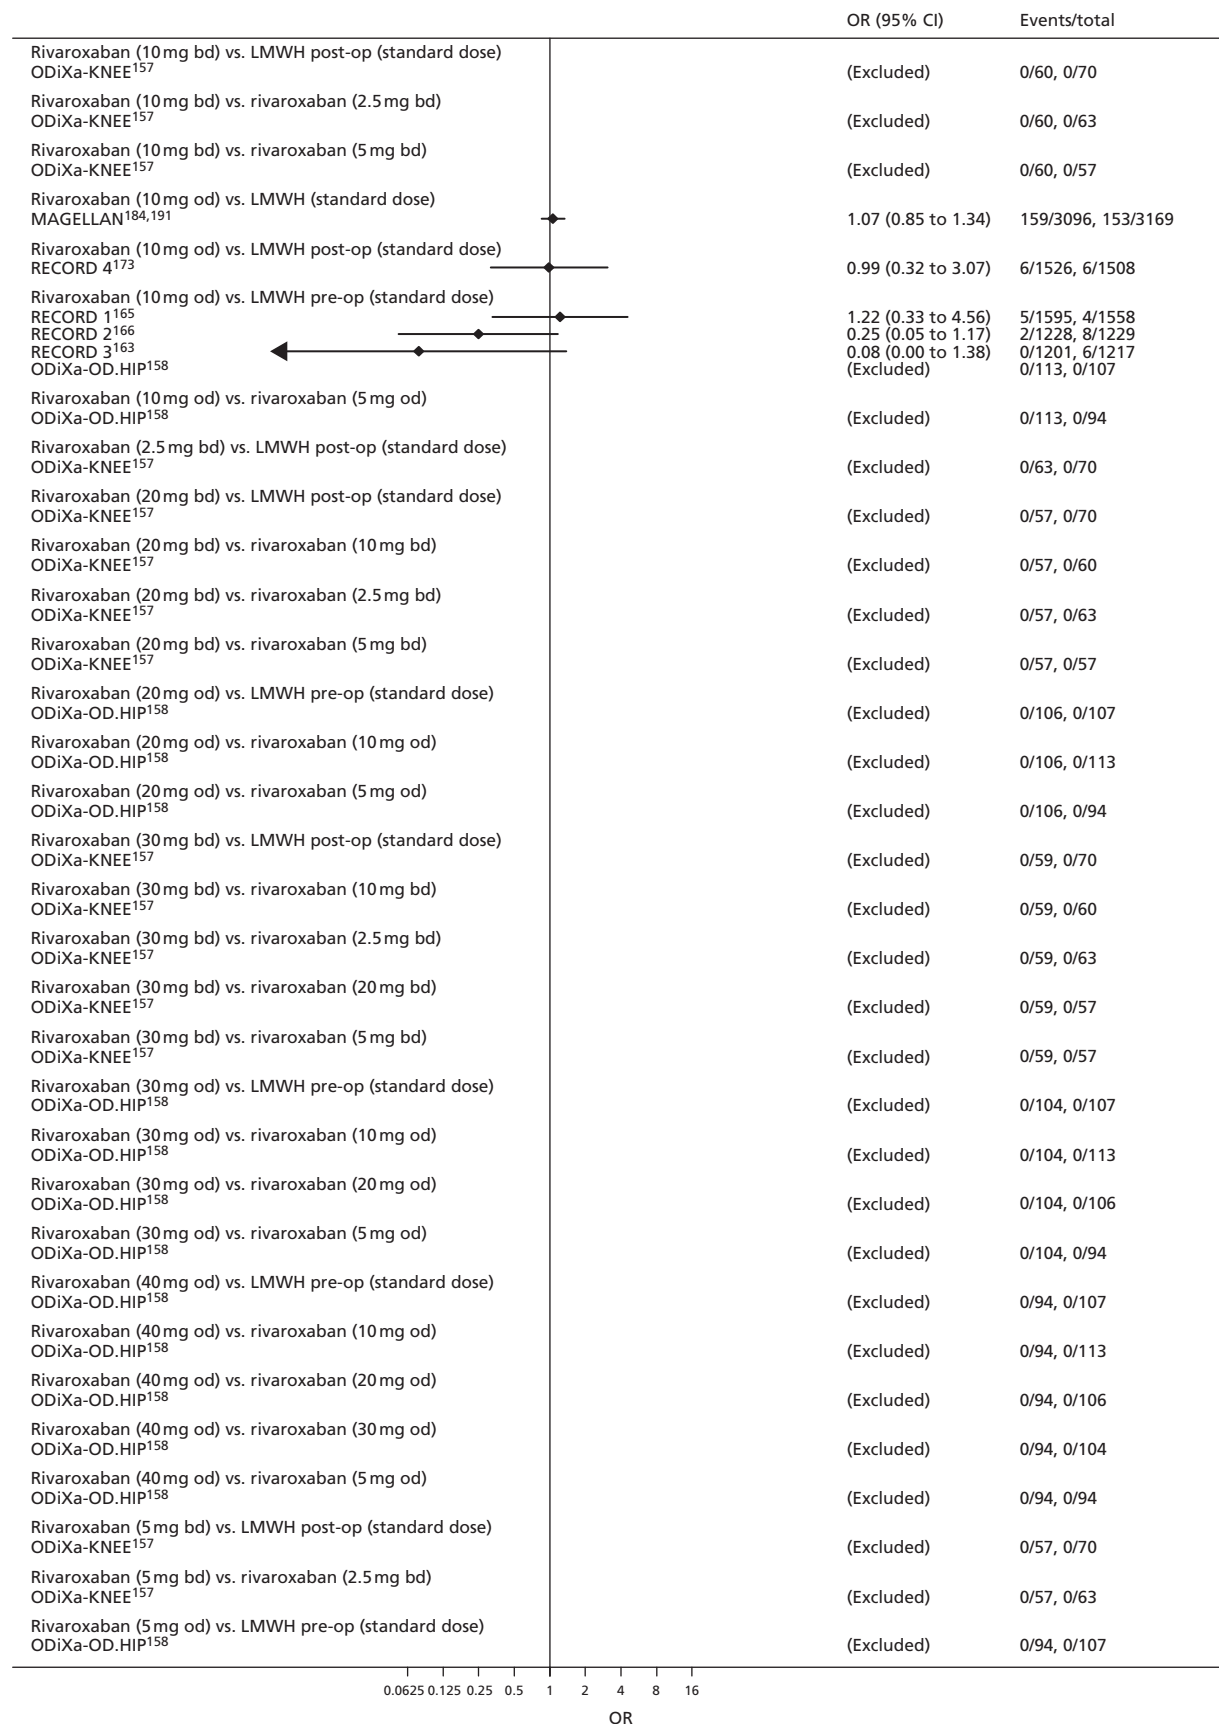 OR (95% CI) Events/total
Rivaroxaban (10 mg bd) vs. LMWH post-op (standard dose)
ODiXa-KNEE157 (Excluded) 0/60, 0/70
Rivaroxaban (10 mg bd) vs. rivaroxaban (2.5 mg bd)
ODiXa-KNEE157 (Excluded) 0/60, 0/63
Rivaroxaban (10 mg bd) vs. rivaroxaban (5 mg bd)
ODiXa-KNEE157 (Excluded) 0/60, 0/57
Rivaroxaban (10 mg od) vs. LMWH (standard dose)
MAGELLAN184,191 1.07 (0.85 to 1.34) 159/3096, 153/3169
Rivaroxaban (10 mg od) vs. LMWH post-op (standard dose)
RECORD 4173 0.99 (0.32 to 3.07) 6/1526, 6/1508
Rivaroxaban (10 mg od) vs. LMWH pre-op (standard dose)
RECORD 1165 1.22 (0.33 to 4.56) 5/1595, 4/1558
RECORD 2166 0.25 (0.05 to 1.17) 2/1228, 8/1229
RECORD 3163 0.08 (0.00 to 1.38) 0/1201, 6/1217
ODiXa-OD.HIP158 (Excluded) 0/113, 0/107
Rivaroxaban (10 mg od) vs. rivaroxaban (5 mg od)
ODiXa-OD.HIP158 (Excluded) 0/113, 0/94
Rivaroxaban (2.5 mg bd) vs. LMWH post-op (standard dose)
ODiXa-KNEE157 (Excluded) 0/63, 0/70
Rivaroxaban (20 mg bd) vs. LMWH post-op (standard dose)
ODiXa-KNEE157 (Excluded) 0/57, 0/70
Rivaroxaban (20 mg bd) vs. rivaroxaban (10 mg bd)
ODiXa-KNEE157 (Excluded) 0/57, 0/60
Rivaroxaban (20 mg bd) vs. rivaroxaban (2.5 mg bd)
ODiXa-KNEE157 (Excluded) 0/57, 0/63
Rivaroxaban (20 mg bd) vs. rivaroxaban (5 mg bd)
ODiXa-KNEE157 (Excluded) 0/57, 0/57
Rivaroxaban (20 mg od) vs. LMWH pre-op (standard dose)
ODiXa-OD.HIP158 (Excluded) 0/106, 0/107
Rivaroxaban (20 mg od) vs. rivaroxaban (10 mg od)
ODiXa-OD.HIP158 (Excluded) 0/106, 0/113
Rivaroxaban (20 mg od) vs. rivaroxaban (5 mg od)
ODiXa-OD.HIP158 (Excluded) 0/106, 0/94
Rivaroxaban (30 mg bd) vs. LMWH post-op (standard dose)
ODiXa-KNEE157 (Excluded) 0/59, 0/70
Rivaroxaban (30 mg bd) vs. rivaroxaban (10 mg bd)
ODiXa-KNEE157 (Excluded) 0/59, 0/60
Rivaroxaban (30 mg bd) vs. rivaroxaban (2.5 mg bd)
ODiXa-KNEE157 (Excluded) 0/59, 0/63
Rivaroxaban (30 mg bd) vs. rivaroxaban (20 mg bd)
ODiXa-KNEE157 (Excluded) 0/59, 0/57
Rivaroxaban (30 mg bd) vs. rivaroxaban (5 mg bd)
ODiXa-KNEE157 (Excluded) 0/59, 0/57
Rivaroxaban (30 mg od) vs. LMWH pre-op (standard dose)
ODiXa-OD.HIP158 (Excluded) 0/104, 0/107
Rivaroxaban (30 mg od) vs. rivaroxaban (10 mg od)
ODiXa-OD.HIP158 (Excluded) 0/104, 0/113
Rivaroxaban (30 mg od) vs. rivaroxaban (20 mg od)
ODiXa-OD.HIP158 (Excluded) 0/104, 0/106
Rivaroxaban (30 mg od) vs. rivaroxaban (5 mg od)
ODiXa-OD.HIP158 (Excluded) 0/104, 0/94
Rivaroxaban (40 mg od) vs. LMWH pre-op (standard dose)
ODiXa-OD.HIP158 (Excluded) 0/94, 0/107
Rivaroxaban (40 mg od) vs. rivaroxaban (10 mg od)
ODiXa-OD.HIP158 (Excluded) 0/94, 0/113
Rivaroxaban (40 mg od) vs. rivaroxaban (20 mg od)
ODiXa-OD.HIP158 (Excluded) 0/94, 0/106
Rivaroxaban (40 mg od) vs. rivaroxaban (30 mg od)
ODiXa-OD.HIP158 (Excluded) 0/94, 0/104
Rivaroxaban (40 mg od) vs. rivaroxaban (5 mg od)
ODiXa-OD.HIP158 (Excluded) 0/94, 0/94
Rivaroxaban (5 mg bd) vs. LMWH post-op (standard dose)
ODiXa-KNEE157 (Excluded) 0/57, 0/70
Rivaroxaban (5 mg bd) vs. rivaroxaban (2.5 mg bd)
ODiXa-KNEE157 (Excluded) 0/57, 0/63
Rivaroxaban (5 mg od) vs. LMWH pre-op (standard dose)
ODiXa-OD.HIP158 (Excluded) 0/94, 0/107
0.0625 0.125 0.25 0.5 1 2 4 8 16
OR